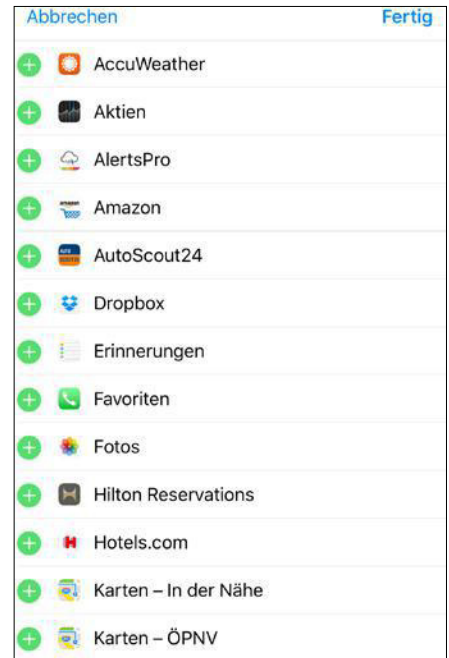 Abbrechen Fertig
AccuWeather
Aktien
AlertsPro
Amazon
AutoScout24
Dropbox
Erinnerungen
Favoriten
Fotos
Hilton Reservations
Hotels.com
Karten – In der Nähe
Karten – ÖPNV